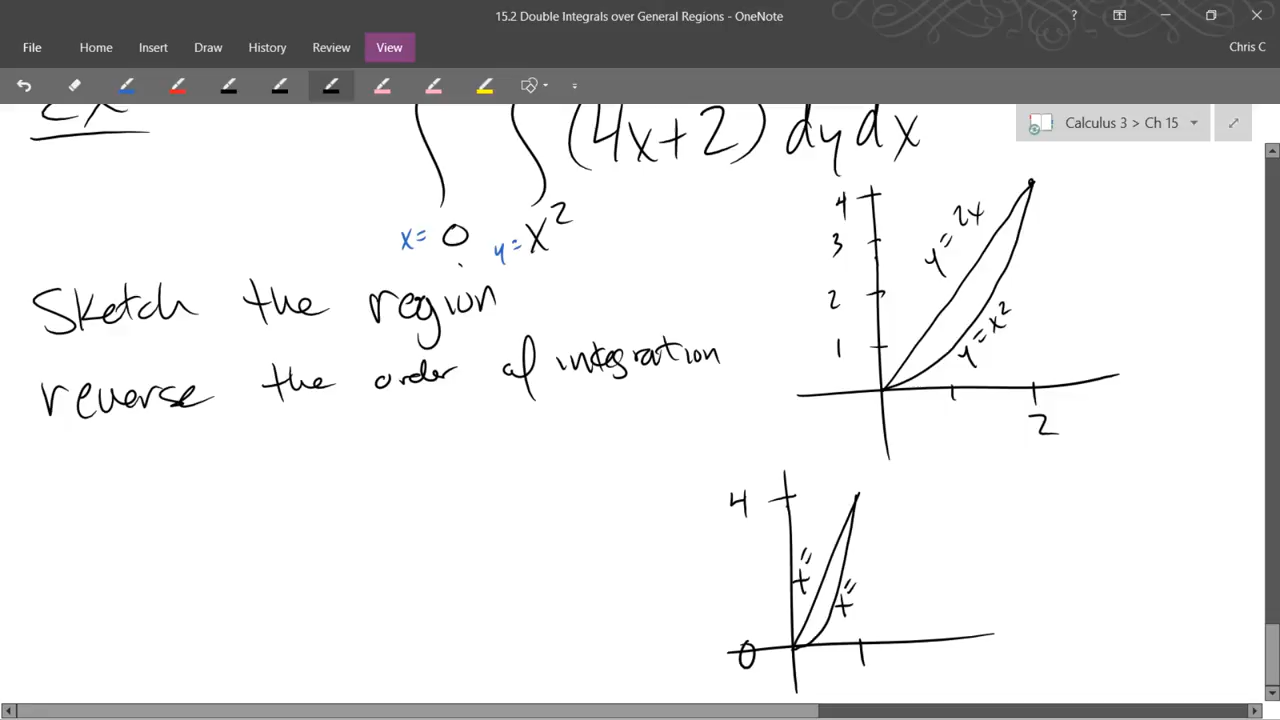 15.2 Double Integrals over General Regions - OneNote
File Home Insert Draw History Review View
Chris C
Calculus 3 > Ch 15
Ex
∫ ∫ (4x+2) dy dx
x= 0 y= x²
Sketch the region
reverse the order of integration
4
3
2
1
y=2x
y=x²
2
4
x=
x=
0